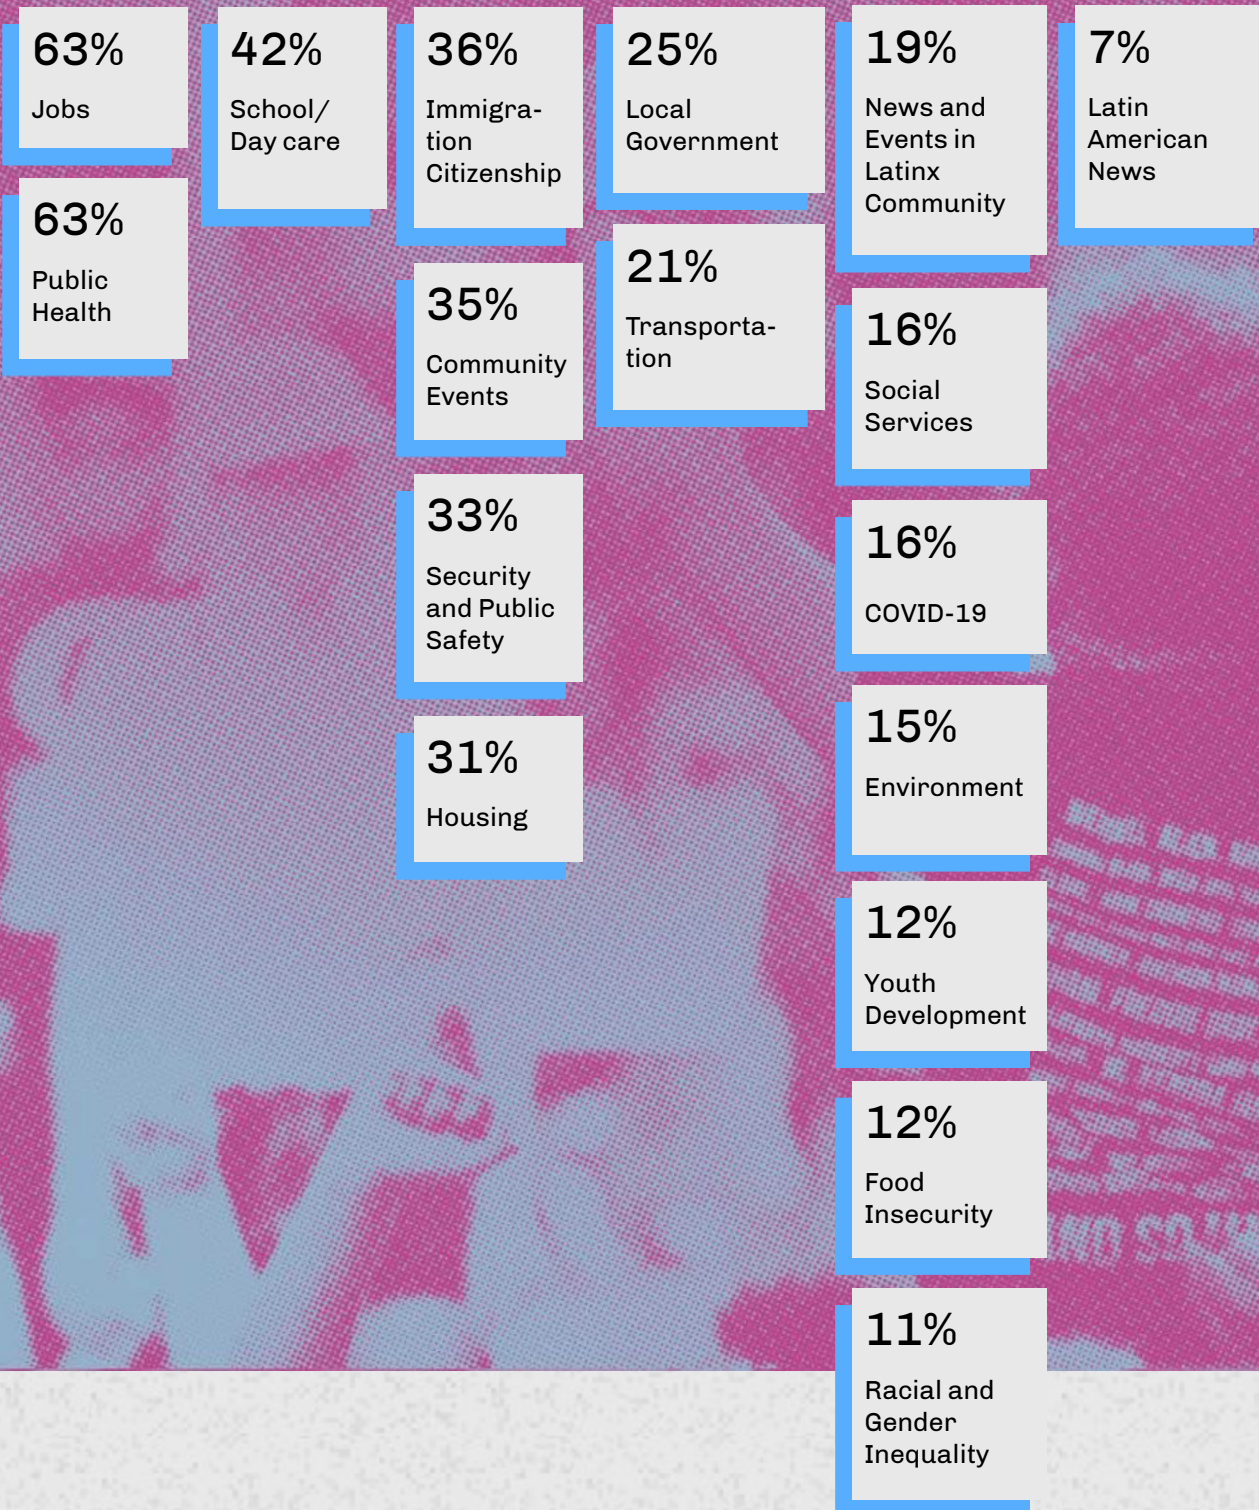 63%
Jobs
63%
Public
Health
42%
School/
Day care
36%
Immigra-
tion
Citizenship
35%
Community
Events
33%
Security
and Public
Safety
31%
Housing
25%
Local
Government
21%
Transporta-
tion
19%
News and
Events in
Latinx
Community
16%
Social
Services
16%
COVID-19
15%
Environment
12%
Youth
Development
12%
Food
Insecurity
11%
Racial and
Gender
Inequality
7%
Latin
American
News